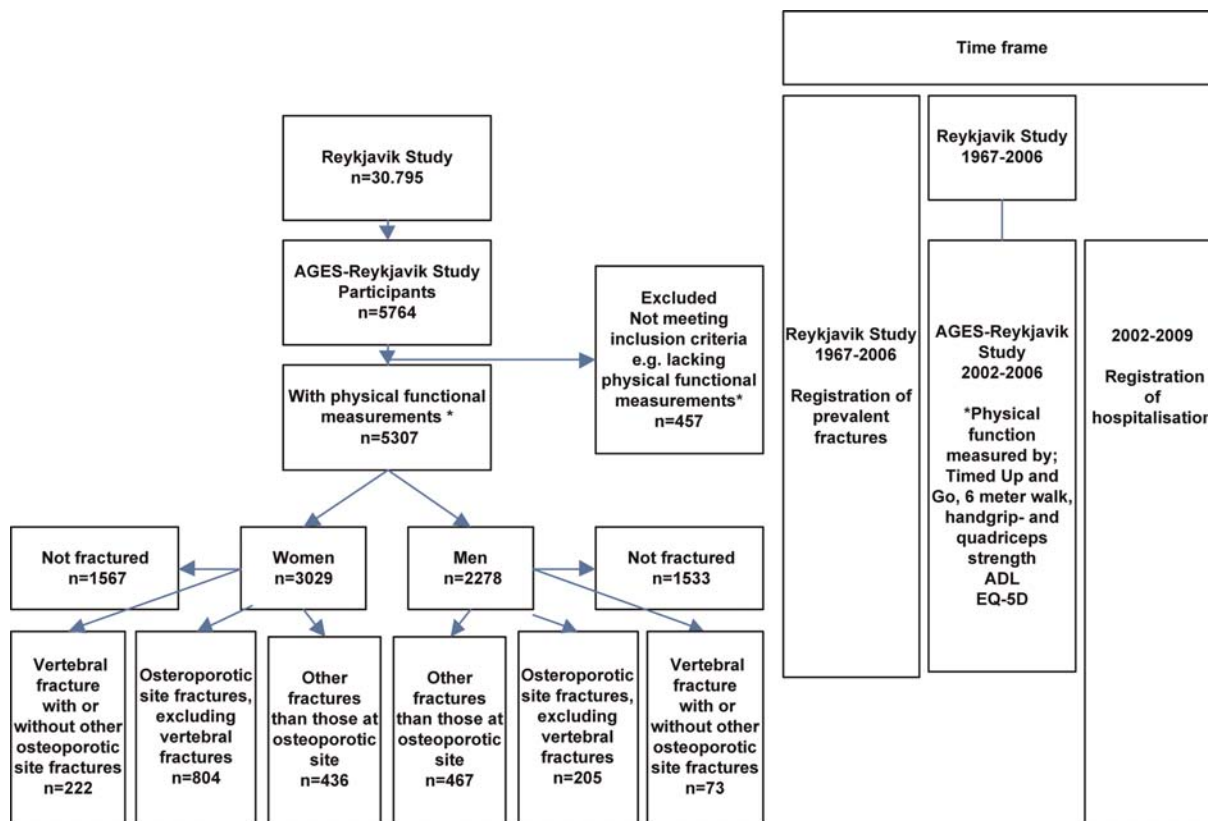 Time frame
Reykjavik Study
n=30.795
AGES-Reykjavik Study
Participants
n=5764
Excluded
Not meeting
inclusion criteria
e.g. lacking
physical functional
measurements*
n=457
With physical functional
measurements *
n=5307
Not fractured
n=1567
Women
n=3029
Men
n=2278
Not fractured
n=1533
Vertebral
fracture
with or
without other
osteoporotic
site fractures
n=222
Osteroporotic
site fractures,
excluding
vertebral
fractures
n=804
Other
fractures
than those at
osteoporotic
site
n=436
Other
fractures
than those at
osteoporotic
site
n=467
Osteroporotic
site fractures,
excluding
vertebral
fractures
n=205
Vertebral
fracture
with or
without other
osteoporotic
site fractures
n=73
Reykjavik Study
1967-2006
Registration of
prevalent
fractures
Reykjavik Study
1967-2006
AGES-Reykjavik
Study
2002-2006
*Physical
function
measured by;
Timed Up and
Go, 6 meter walk,
handgrip- and
quadriceps
strength
ADL
EQ-5D
2002-2009
Registration
of
hospitalisation